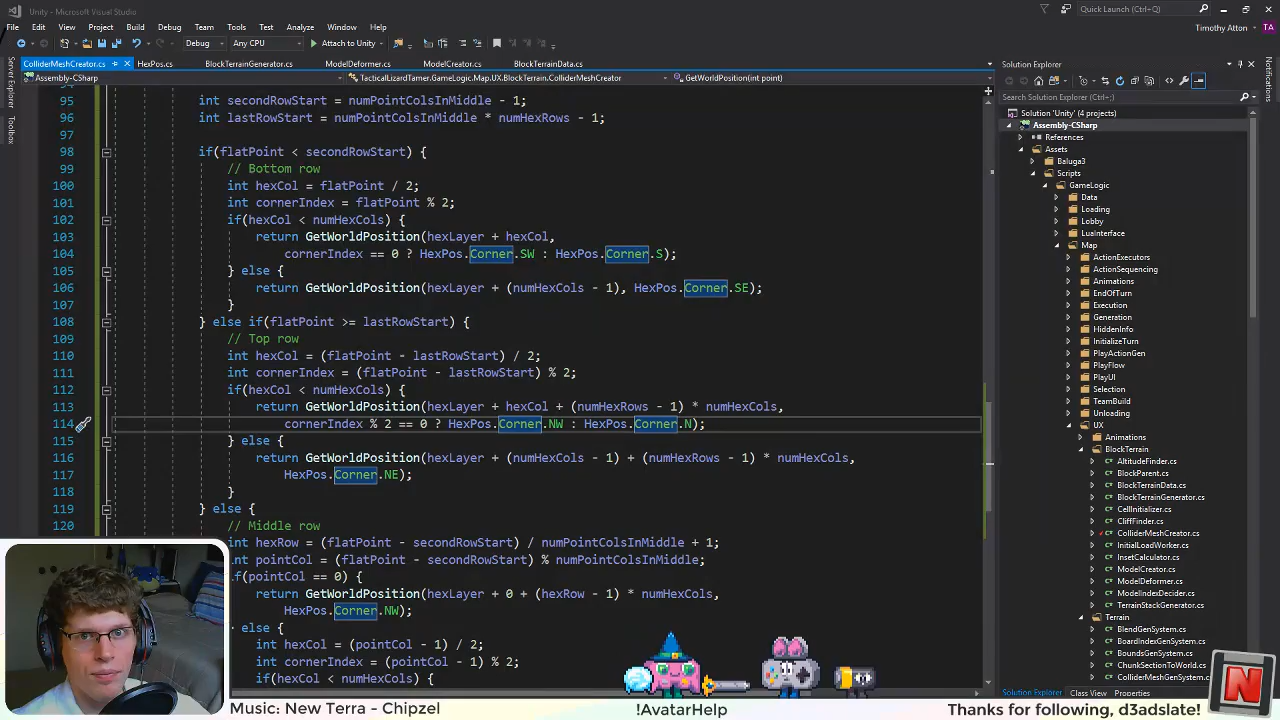 Unity - Microsoft Visual Studio
Quick Launch (Ctrl+Q)
File Edit View Project Build Debug Team Tools Test Analyze Window Help
Timothy Atton TA
Debug Any CPU Attach to Unity
ColliderMeshCreator.cs HexPos.cs BlockTerrainGenerator.cs ModelDeformer.cs ModelCreator.cs BlockTerrainData.cs
Assembly-CSharp TacticalLizardTamer.GameLogic.Map.UX.BlockTerrain.ColliderMeshCreator GetWorldPosition(int point)
Server Explorer
Toolbox
95 int secondRowStart = numPointColsInMiddle - 1;
96 int lastRowStart = numPointColsInMiddle * numHexRows - 1;
97
98 if(flatPoint < secondRowStart) {
99 // Bottom row
100 int hexCol = flatPoint / 2;
101 int cornerIndex = flatPoint % 2;
102 if(hexCol < numHexCols) {
103 return GetWorldPosition(hexLayer + hexCol,
104 cornerIndex == 0 ? HexPos.Corner.SW : HexPos.Corner.S);
105 } else {
106 return GetWorldPosition(hexLayer + (numHexCols - 1), HexPos.Corner.SE);
107 }
108 } else if(flatPoint >= lastRowStart) {
109 // Top row
110 int hexCol = (flatPoint - lastRowStart) / 2;
111 int cornerIndex = (flatPoint - lastRowStart) % 2;
112 if(hexCol < numHexCols) {
113 return GetWorldPosition(hexLayer + hexCol + (numHexRows - 1) * numHexCols,
114 cornerIndex % 2 == 0 ? HexPos.Corner.NW : HexPos.Corner.N);
115 } else {
116 return GetWorldPosition(hexLayer + (numHexCols - 1) + (numHexRows - 1) * numHexCols,
117 HexPos.Corner.NE);
118 }
119 } else {
120 // Middle row
int hexRow = (flatPoint - secondRowStart) / numPointColsInMiddle + 1;
int pointCol = (flatPoint - secondRowStart) % numPointColsInMiddle;
if(pointCol == 0) {
return GetWorldPosition(hexLayer + 0 + (hexRow - 1) * numHexCols,
HexPos.Corner.NW);
else {
int hexCol = (pointCol - 1) / 2;
int cornerIndex = (pointCol - 1) % 2;
if(hexCol < numHexCols) {
Solution Explorer
Search Solution Explorer (Ctrl+;)
Solution 'Unity' (4 projects)
Assembly-CSharp
References
Assets
Baluga3
Scripts
GameLogic
Data
Loading
Lobby
LuaInterface
Map
ActionExecutors
ActionSequencing
Animations
EndOfTurn
Execution
Generation
HiddenInfo
InitializeTurn
PlayActionGen
PlayFlow
PlayUI
Selection
TeamBuild
Unloading
UX
Animations
BlockTerrain
AltitudeFinder.cs
BlockParent.cs
BlockTerrainData.cs
BlockTerrainGenerator.cs
CellInitializer.cs
CliffFinder.cs
ColliderMeshCreator.cs
InitialLoadWorker.cs
InsetCalculator.cs
ModelCreator.cs
ModelDeformer.cs
ModelIndexDecider.cs
TerrainStackGenerator.cs
Terrain
BlendGenSystem.cs
BoardIndexGenSystem.cs
BoundsGenSystem.cs
ChunkSectionToWorld.cs
ColliderMeshGenSystem.cs
Solution Explorer Class View Properties
Notifications
N
Music: New Terra - Chipzel
!AvatarHelp
Thanks for following, d3adslate!